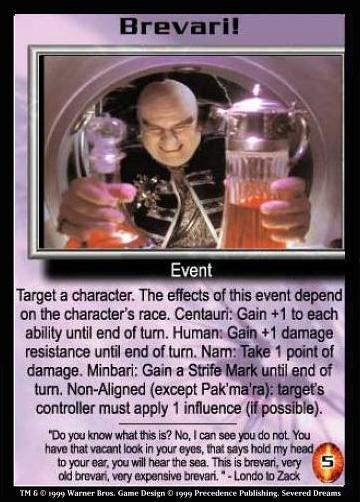 Brevari!
Event
Target a character. The effects of this event depend
on the character's race. Centauri: Gain +1 to each
ability until end of turn. Human: Gain +1 damage
resistance until end of turn. Narn: Take 1 point of
damage. Minbari: Gain a Strife Mark until end of
turn. Non-Aligned (except Pak'ma'ra): target's
controller must apply 1 influence (if possible).
"Do you know what this is? No, I can see you do not. You
have that vacant look in your eyes, that says hold my head
to your ear, you will hear the sea. This is brevari, very
old brevari, very expensive brevari. " - Londo to Zack
5
TM & © 1999 Warner Bros. Game Design © 1999 Precedence Publishing. Severed Dreams